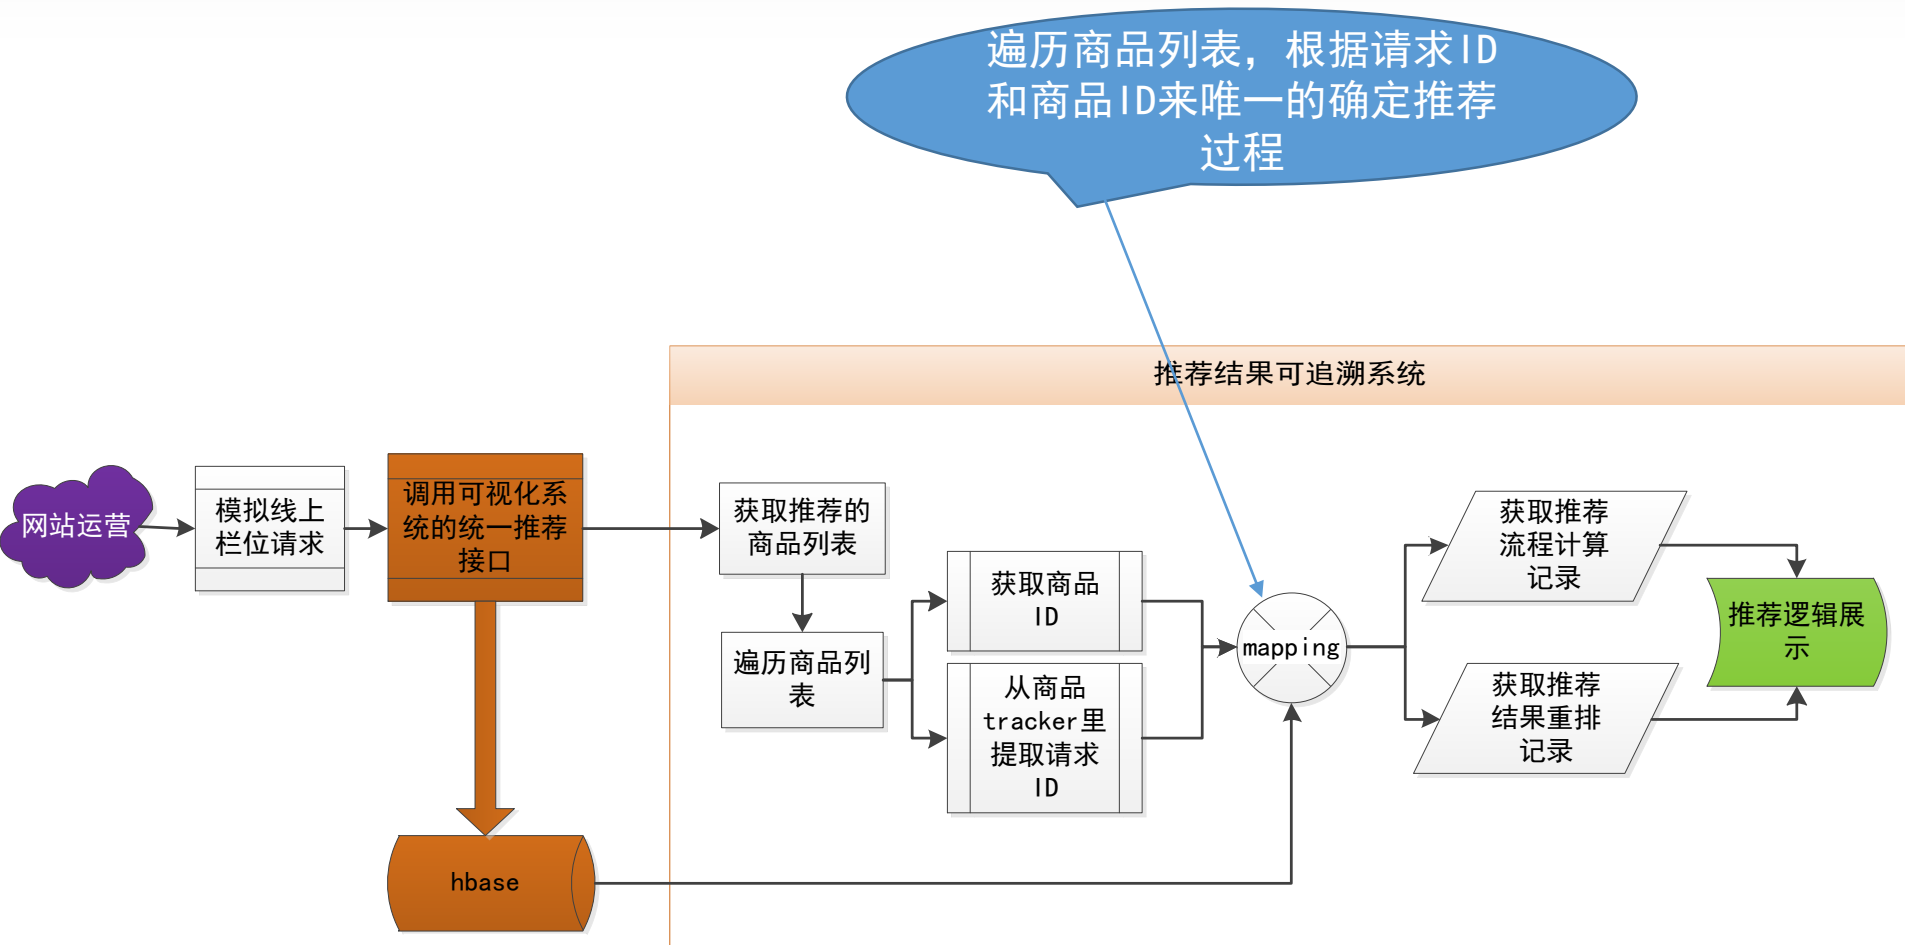 遍历商品列表，根据请求ID
和商品ID来唯一的确定推荐
过程
推荐结果可追溯系统
网站运营
模拟线上
栏位请求
调用可视化系
统的统一推荐
接口
获取推荐的
商品列表
遍历商品列
表
获取商品
ID
从商品
tracker里
提取请求
ID
mapping
获取推荐
流程计算
记录
获取推荐
结果重排
记录
推荐逻辑展
示
hbase